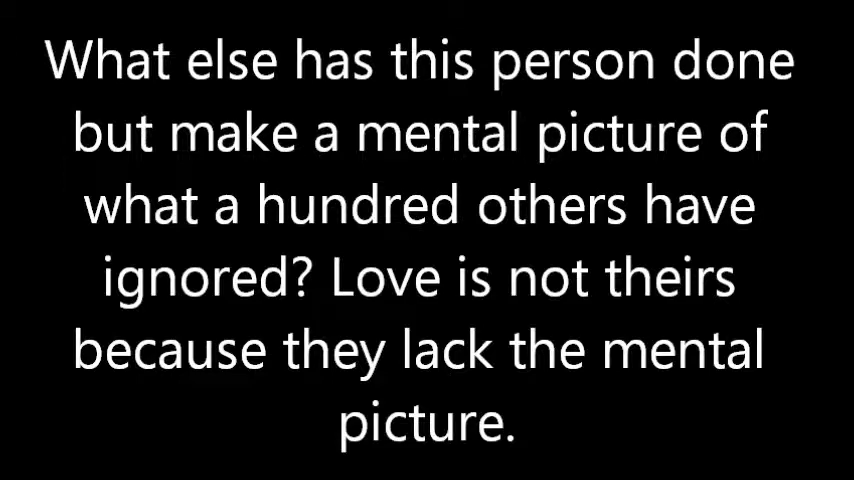 What else has this person done
but make a mental picture of
what a hundred others have
ignored? Love is not theirs
because they lack the mental
picture.